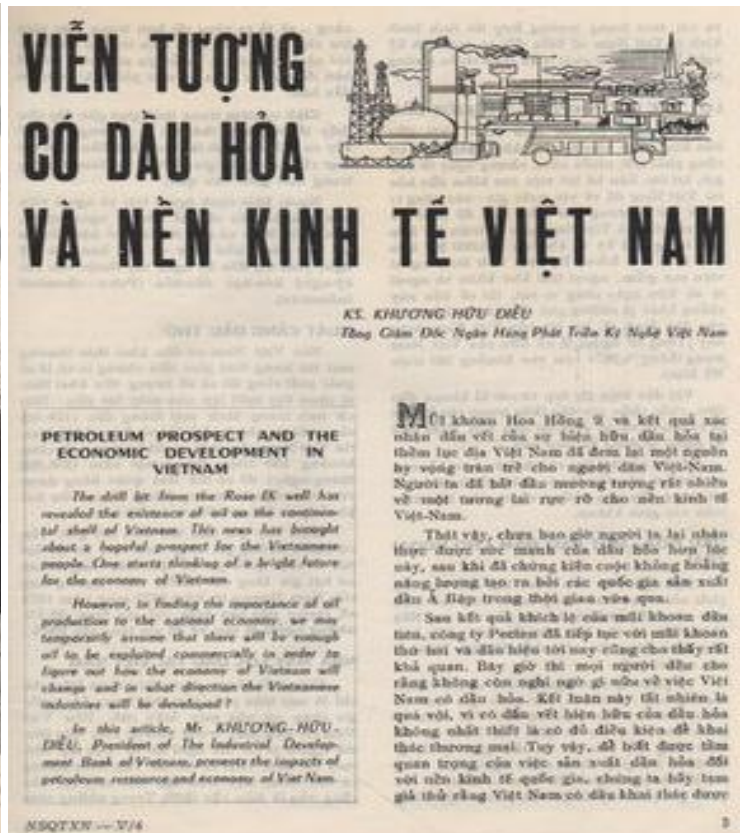 VIỄN TƯỢNG
CÓ DẦU HỎA
VÀ NỀN KINH TẾ VIỆT NAM
KS. KHƯƠNG HỮU ĐIỂU
Tổng Giám Đốc Ngân Hàng Phát Triển Kỹ Nghệ Việt Nam
PETROLEUM PROSPECT AND THE
ECONOMIC DEVELOPMENT IN
VIETNAM
The drill bit from the Rose IX well has
revealed the existence of oil on the continen-
tal shelf of Vietnam. This news has brought
about a hopeful prospect for the Vietnamese
people. One starts thinking of a bright future
for the economy of Vietnam.
However, in finding the importance of oil
production to the national economy, we may
temporarily assume that there will be enough
oil to be exploited commercially in order to
figure out how the economy of Vietnam will
change and in what direction the Vietnamese
industries will be developed ?
In this article, Mr KHƯƠNG-HỮU-
ĐIỂU, President of The Industrial Develop-
ment Bank of Vietnam, presents the impacts of
petroleum ressource and economy of Viet Nam.
MŨI khoan Hoa Hồng 9 và kết quả xác
nhận dấu vết của sự hiện hữu dầu hỏa tại
thềm lục địa Việt Nam đã đem lại một nguồn
hy vọng tràn trề cho người dân Việt-Nam.
Người ta đã bắt đầu mường tượng rất nhiều
về một tương lai rực rỡ cho nền kinh tế
Việt-Nam.
Thật vậy, chưa bao giờ người ta lại nhận
thức được sức mạnh của dầu hỏa hơn lúc
này, sau khi đã chứng kiến cuộc khủng hoảng
năng lượng tạo ra bởi các quốc gia sản xuất
dầu Ả Rập trong thời gian vừa qua.
Sau kết quả khích lệ của mũi khoan đầu
tiên, công ty Pecten đã tiếp tục với mũi khoan
thứ hai và dấu hiệu tới nay cũng cho thấy rất
khả quan. Bây giờ thì mọi người đều cho
rằng không còn nghi ngờ gì nữa về việc Việt
Nam có dầu hỏa. Kết luận này tất nhiên là
quá vội, vì có dấu vết hiện hữu của dầu hỏa
không nhất thiết là có đủ điều kiện để khai
thác thương mại. Tuy vậy, để biết được tầm
quan trọng của việc sản xuất dầu hỏa đối
với nền kinh tế quốc gia, chúng ta hãy tạm
giả thử rằng Việt Nam có dầu khai thác được
NSQTXN — V/4
3